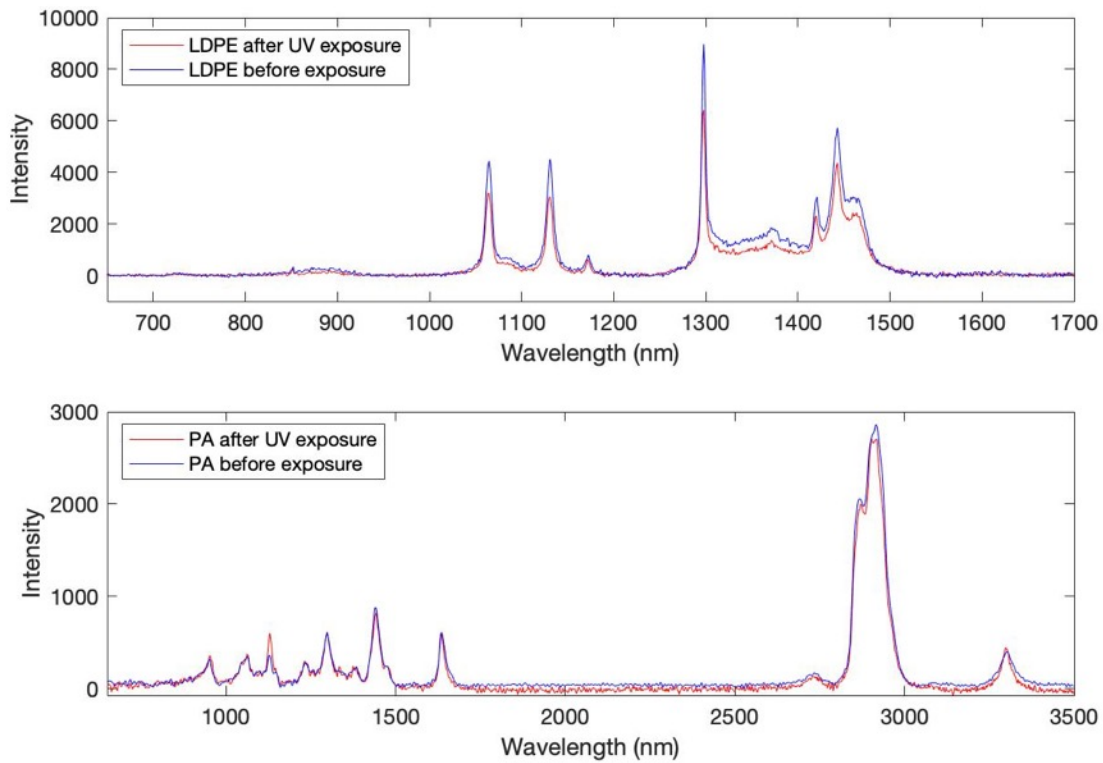 10000
8000
6000
4000
2000
0
Intensity
LDPE after UV exposure
LDPE before exposure
700 800 900 1000 1100 1200 1300 1400 1500 1600 1700
Wavelength (nm)
3000
2000
1000
0
Intensity
PA after UV exposure
PA before exposure
1000 1500 2000 2500 3000 3500
Wavelength (nm)